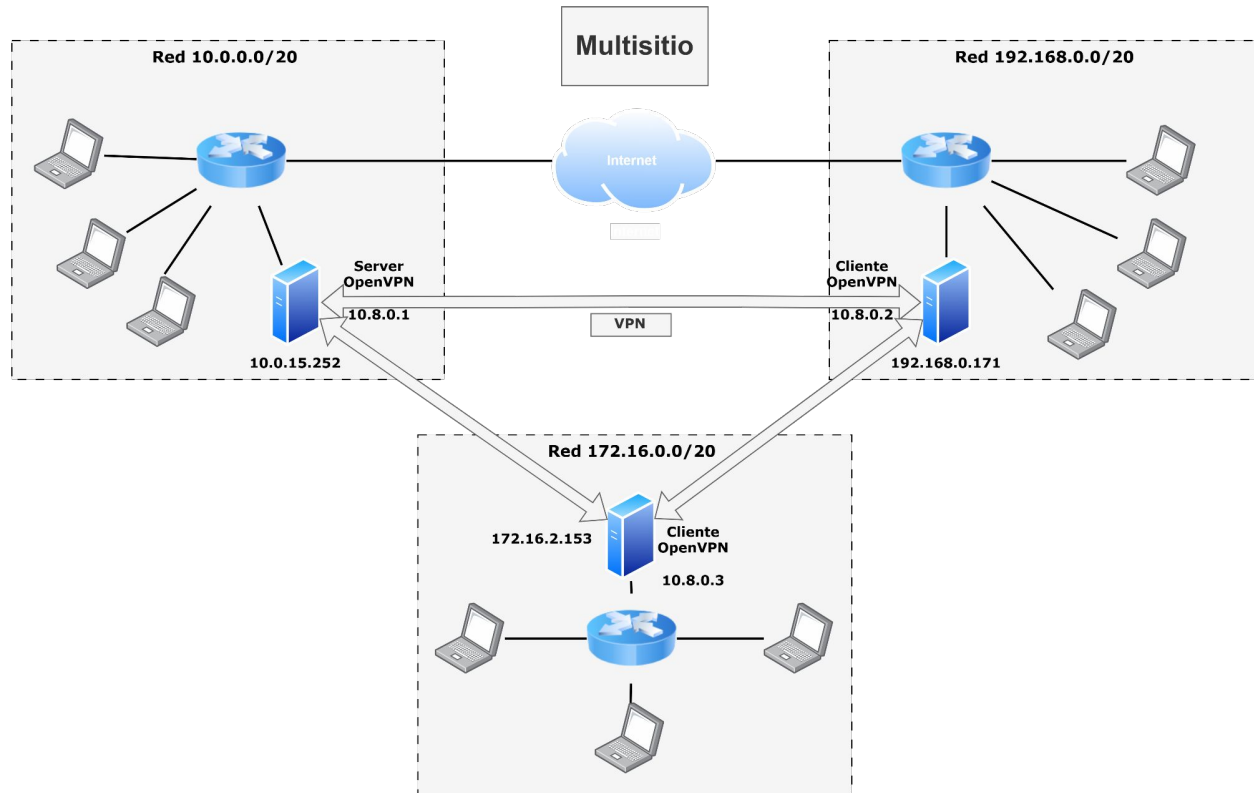 Multisitio
Red 10.0.0.0/20
Red 192.168.0.0/20
Internet
Server
OpenVPN
10.8.0.1
10.0.15.252
VPN
Cliente
OpenVPN
10.8.0.2
192.168.0.171
Red 172.16.0.0/20
172.16.2.153
Cliente
OpenVPN
10.8.0.3